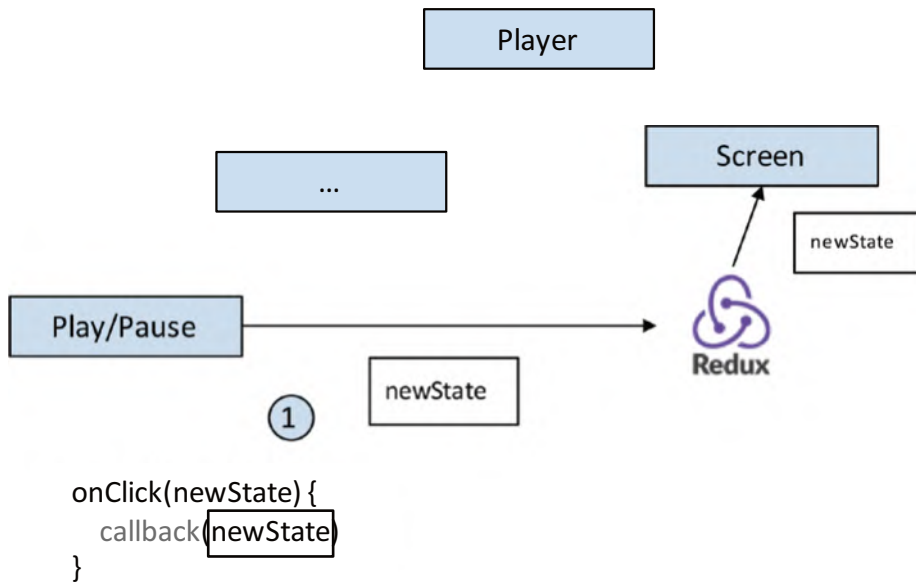 Player
Screen
...
newState
Play/Pause
Redux
newState
1
onClick(newState) {
callback(newState)
}